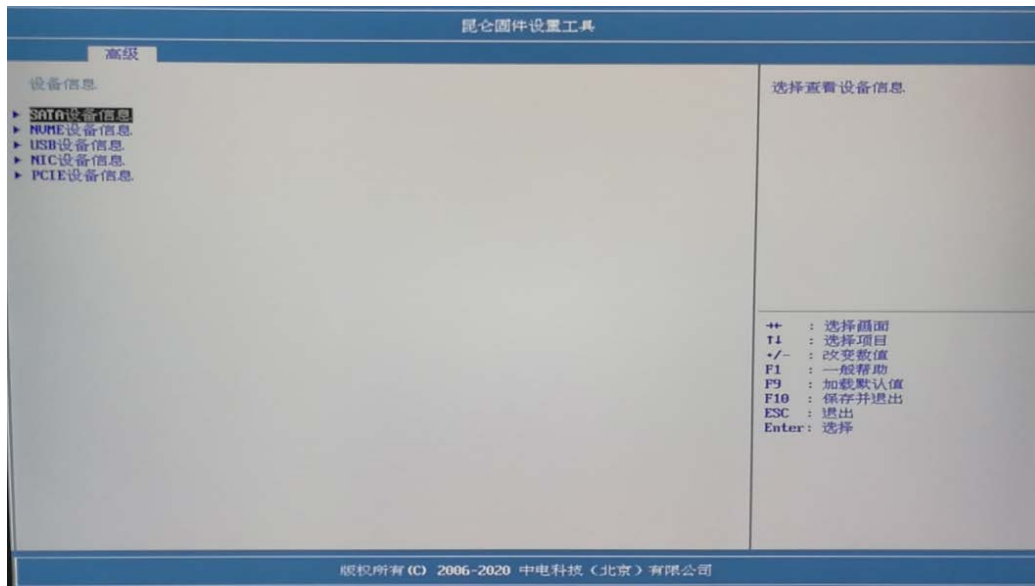 昆仑固件设置工具
高级
设备信息
SATA设备信息
NVME设备信息
USB设备信息
NIC设备信息
PCIE设备信息
选择查看设备信息
→← : 选择画面
↑↓ : 选择项目
+/- : 改变数值
F1 : 一般帮助
F9 : 加载默认值
F10 : 保存并退出
ESC : 退出
Enter: 选择
版权所有(C) 2006-2020 中电科技（北京）有限公司